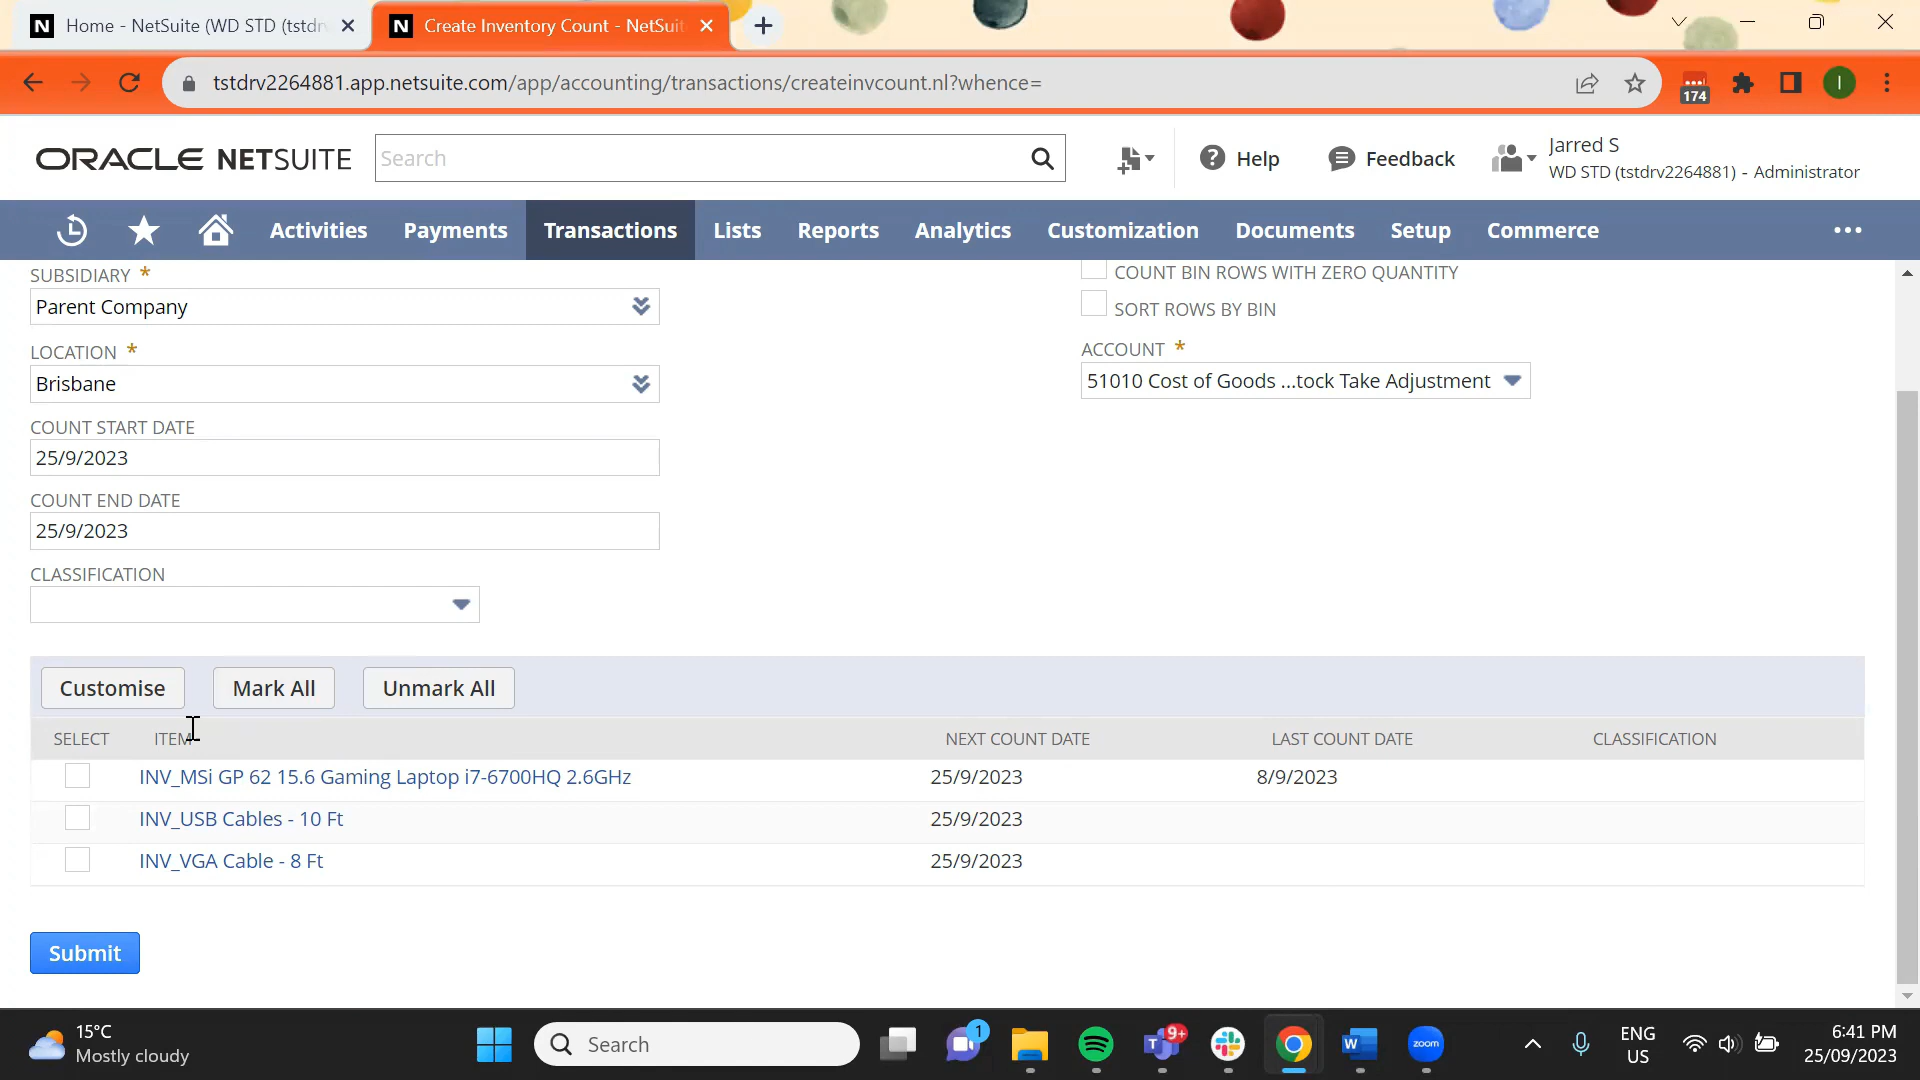 Home - NetSuite (WD STD (tstdr
Create Inventory Count - NetSuit
tstdrv2264881.app.netsuite.com/app/accounting/transactions/createinvcount.nl?whence=
174
I
ORACLE NETSUITE
Search
Help
Feedback
Jarred S
WD STD (tstdrv2264881) - Administrator
Activities
Payments
Transactions
Lists
Reports
Analytics
Customization
Documents
Setup
Commerce
SUBSIDIARY *
Parent Company
LOCATION *
Brisbane
COUNT START DATE
25/9/2023
COUNT END DATE
25/9/2023
CLASSIFICATION
COUNT BIN ROWS WITH ZERO QUANTITY
SORT ROWS BY BIN
ACCOUNT *
51010 Cost of Goods ...tock Take Adjustment
Customise
Mark All
Unmark All
SELECT ITEM NEXT COUNT DATE LAST COUNT DATE CLASSIFICATION
INV_MSi GP 62 15.6 Gaming Laptop i7-6700HQ 2.6GHz 25/9/2023 8/9/2023
INV_USB Cables - 10 Ft 25/9/2023
INV_VGA Cable - 8 Ft 25/9/2023
Submit
15°C
Mostly cloudy
Search
1
9+
zoom
ENG
US
6:41 PM
25/09/2023